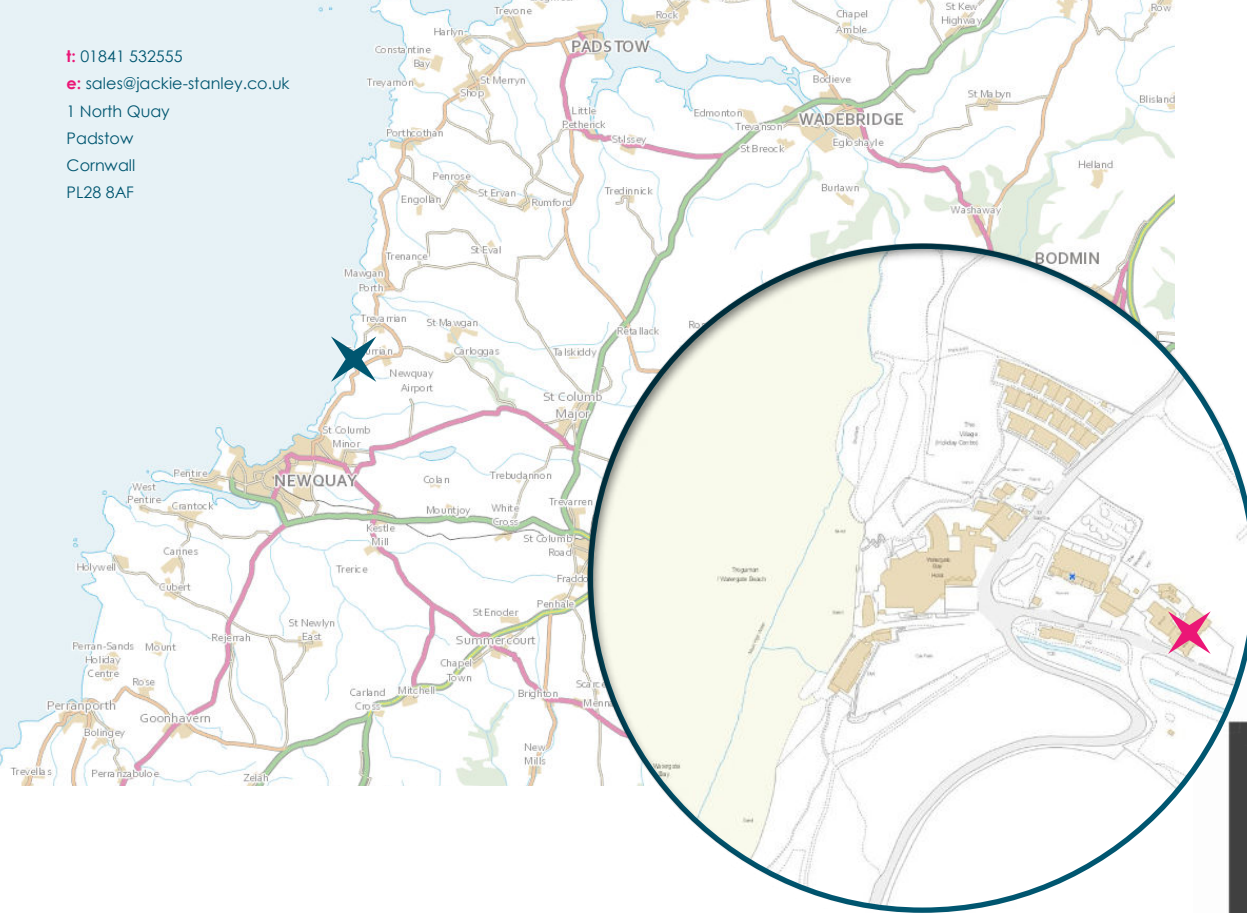 t: 01841 532555
e: sales@jackie-stanley.co.uk
1 North Quay
Padstow
Cornwall
PL28 8AF
Trevone
Rock
Chapel
Amble
St Kew
Highway
Row
Harlyn
PADSTOW
Constantine
Bay
Treyarnon
St Merryn
Shop
Bodieve
St Mabyn
Blisland
Little
Petherick
Edmonton
Trevanson
WADEBRIDGE
Porthcothan
St Issey
St Breock
Egloshayle
Helland
Penrose
St Ervan
Engollan
Rumford
Tredinnick
Burlawn
Washaway
St Eval
Trenance
BODMIN
Mawgan
Porth
Trevarrian
St Mawgan
Retallack
Carloggas
Talskiddy
Newquay
Airport
St Columb
Major
St Columb
Minor
The
Village
(Holiday Centre)
Pentire
NEWQUAY
Colan
Trebudannon
West
Pentire
Crantock
Mountjoy
White
Cross
Trevarren
Kestle
Mill
St Columb
Road
Cannes
Holywell
Cubert
Trerice
Watergate
Bay
Hotel
Tregurrian
/ Watergate Beach
Penhale
St Enoder
St Newlyn
East
Rejerrah
Summercourt
Perran-Sands
Holiday
Centre
Mount
Chapel
Town
Rose
Carland
Cross
Mitchell
Brighton
Car Park
Perranporth
Goonhavern
Bolingey
New
Mills
Watergate
Bay
Trevellas
Perranzabuloe
Zelah
Sand